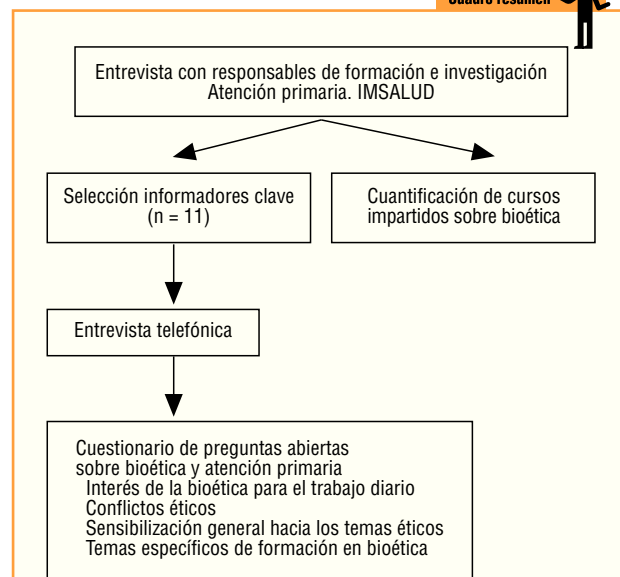 Cuadro resumen
Entrevista con responsables de formación e investigación
Atención primaria. IMSALUD
Selección informadores clave
(n = 11)
Cuantificación de cursos
impartidos sobre bioética
Entrevista telefónica
Cuestionario de preguntas abiertas
sobre bioética y atención primaria
Interés de la bioética para el trabajo diario
Conflictos éticos
Sensibilización general hacia los temas éticos
Temas específicos de formación en bioética